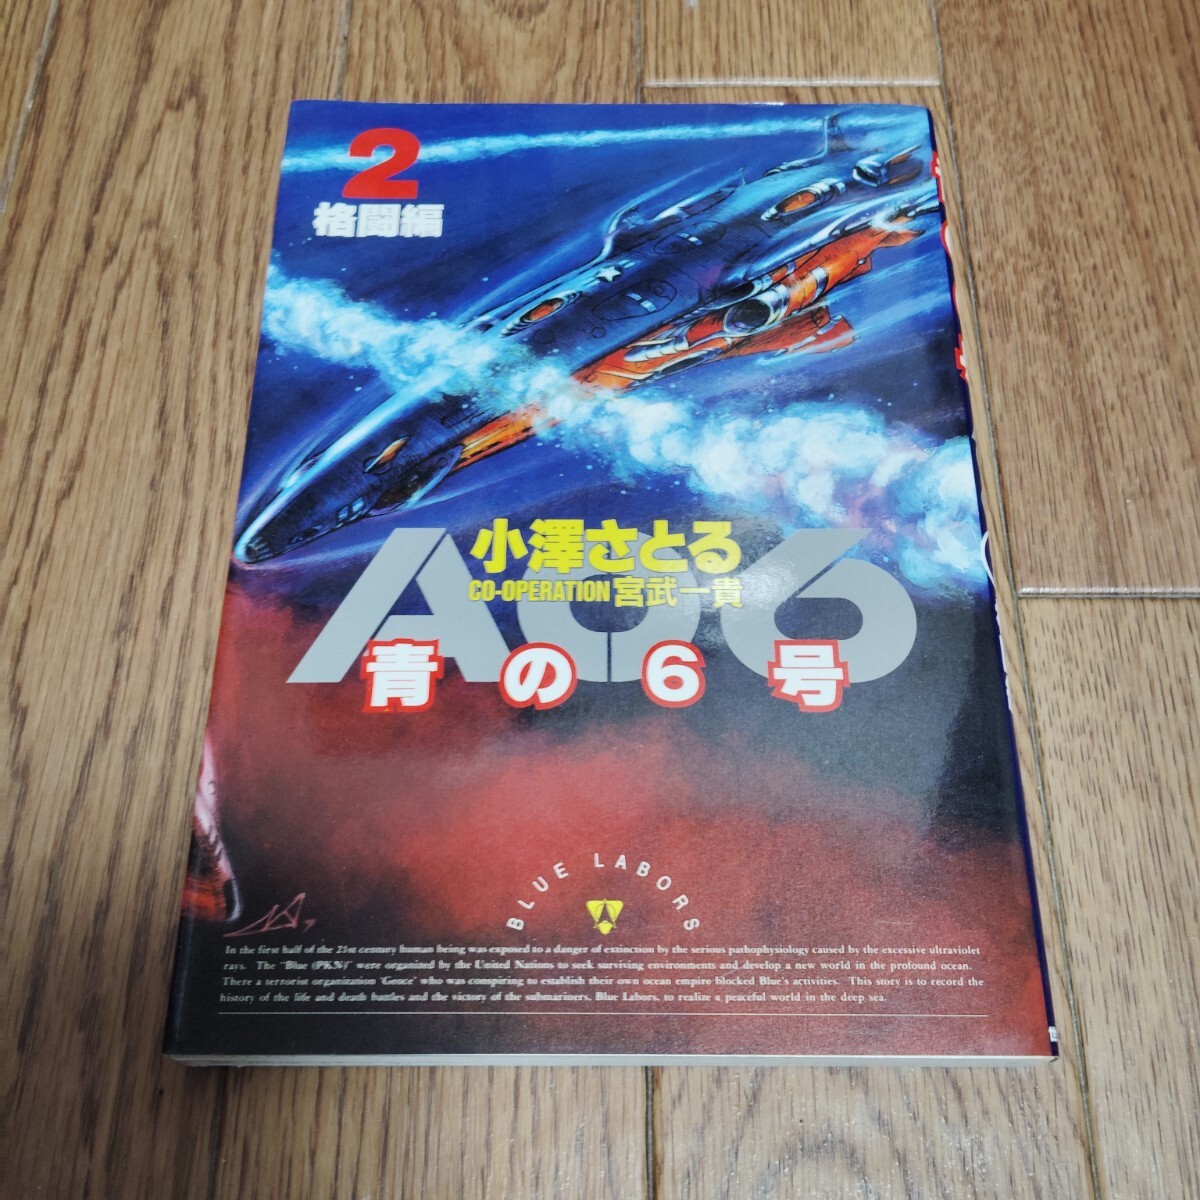 2
格闘編
小澤さとる
CO-OPERATION 宮武一貴
AO6
青の6号
BLUE LABORS
In the first half of the 21st century human being was exposed to a danger of extinction by the serious pathophysiology caused by the excessive ultraviolet
rays. The "Blue (PKN)" were organized by the United Nations to seek surviving environments and develop a new world in the profound ocean.
There a terrorist organization 'Gence' who was conspiring to establish their own ocean empire blocked Blue's activities. This story is to record the
history of the life and death battles and the victory of the submariners, Blue Labors, to realize a peaceful world in the deep sea.